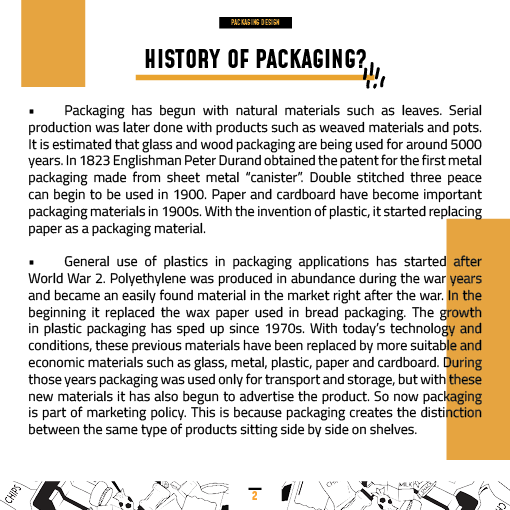 PACKAGING DESIGN
HISTORY OF PACKAGING?
• Packaging has begun with natural materials such as leaves. Serial
production was later done with products such as weaved materials and pots.
It is estimated that glass and wood packaging are being used for around 5000
years. In 1823 Englishman Peter Durand obtained the patent for the first metal
packaging made from sheet metal “canister”. Double stitched three peace
can begin to be used in 1900. Paper and cardboard have become important
packaging materials in 1900s. With the invention of plastic, it started replacing
paper as a packaging material.
• General use of plastics in packaging applications has started after
World War 2. Polyethylene was produced in abundance during the war years
and became an easily found material in the market right after the war. In the
beginning it replaced the wax paper used in bread packaging. The growth
in plastic packaging has sped up since 1970s. With today’s technology and
conditions, these previous materials have been replaced by more suitable and
economic materials such as glass, metal, plastic, paper and cardboard. During
those years packaging was used only for transport and storage, but with these
new materials it has also begun to advertise the product. So now packaging
is part of marketing policy. This is because packaging creates the distinction
between the same type of products sitting side by side on shelves.
CHIPS
2